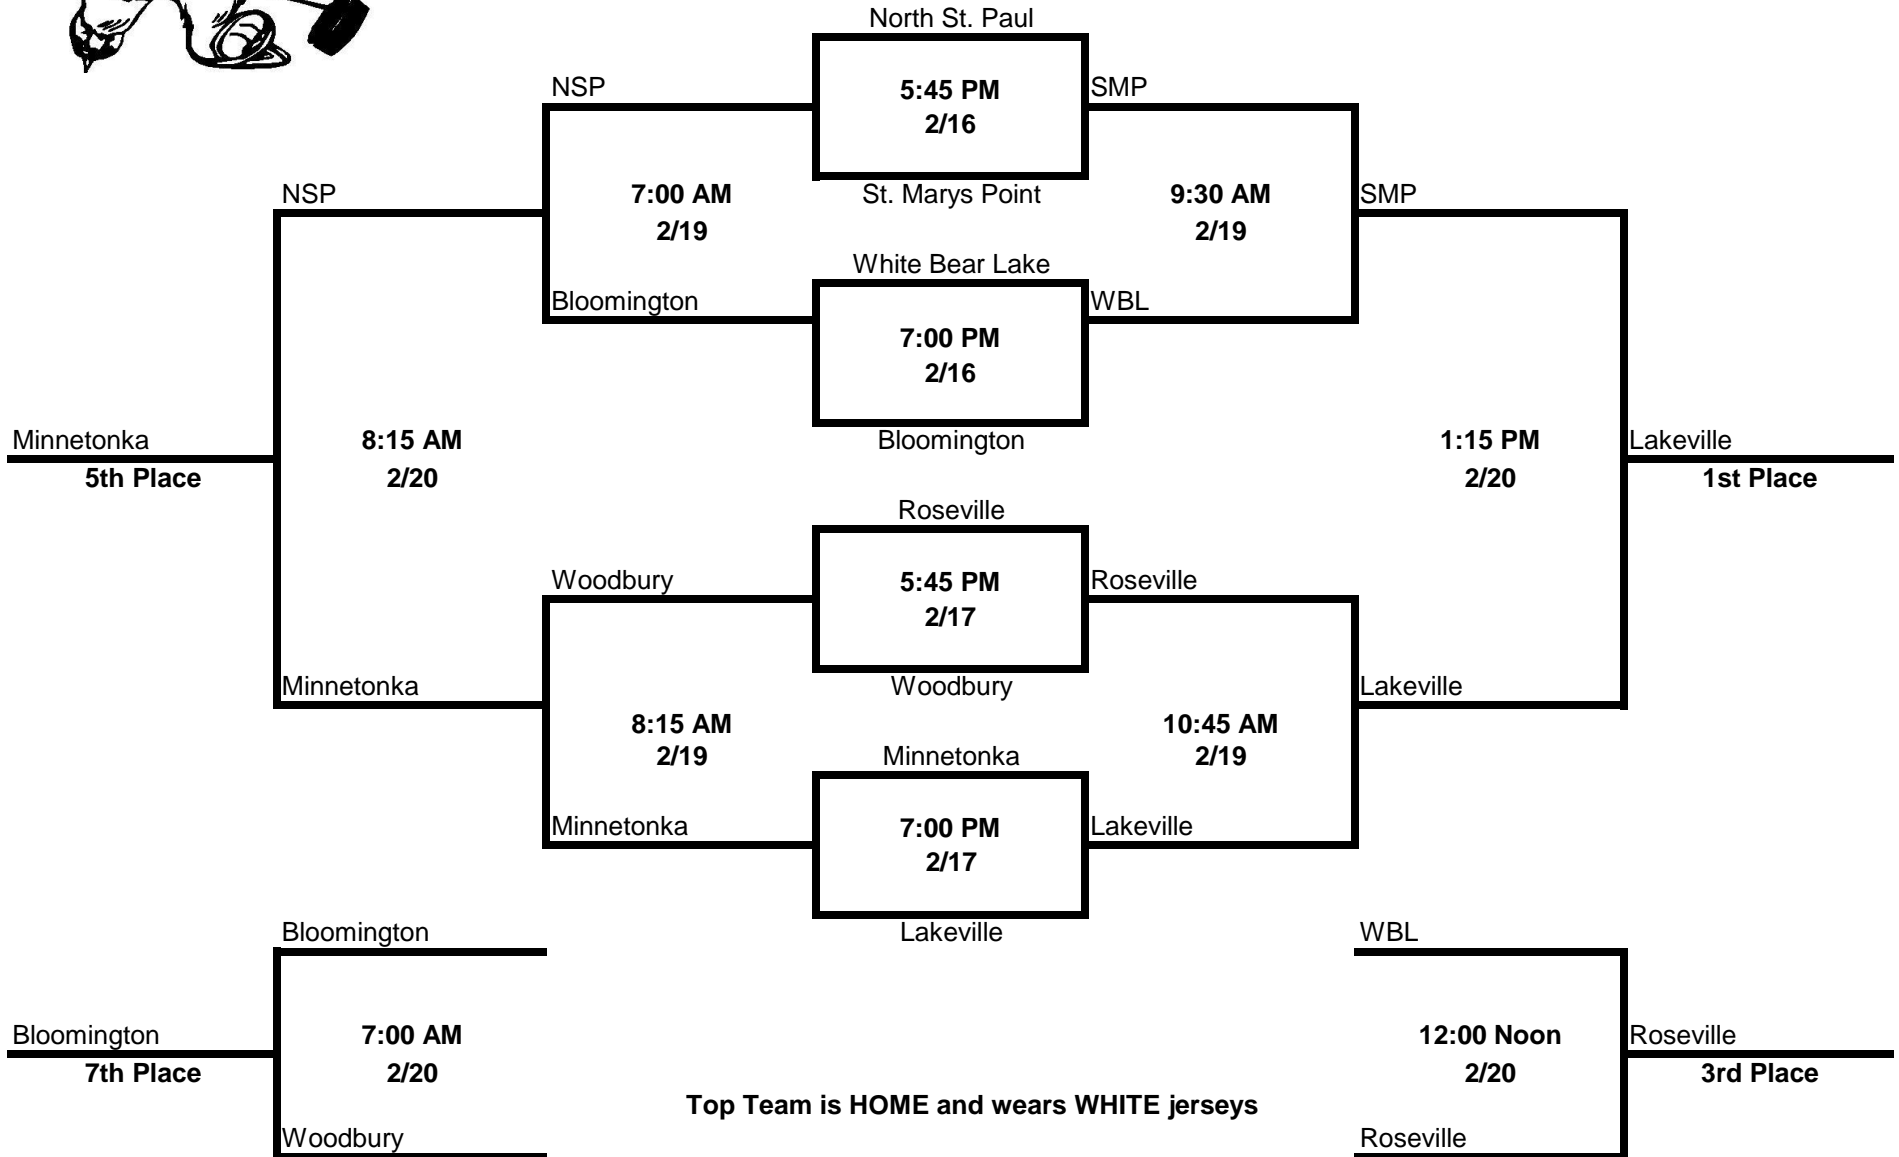 North St. Paul
NSP
5:45 PM
SMP
2/16
NSP
7:00 AM
St. Marys Point
9:30 AM
SMP
2/19
2/19
White Bear Lake
Bloomington
WBL
7:00 PM
2/16
Minnetonka
8:15 AM
Bloomington
1:15 PM
Lakeville
5th Place
2/20
2/20
1st Place
Roseville
Woodbury
5:45 PM
Roseville
2/17
Minnetonka
Woodbury
Lakeville
8:15 AM
10:45 AM
2/19
Minnetonka
2/19
Minnetonka
7:00 PM
Lakeville
2/17
Bloomington
Lakeville
WBL
Bloomington
7:00 AM
12:00 Noon
Roseville
7th Place
2/20
2/20
3rd Place
Top Team is HOME and wears WHITE jerseys
Woodbury
Roseville